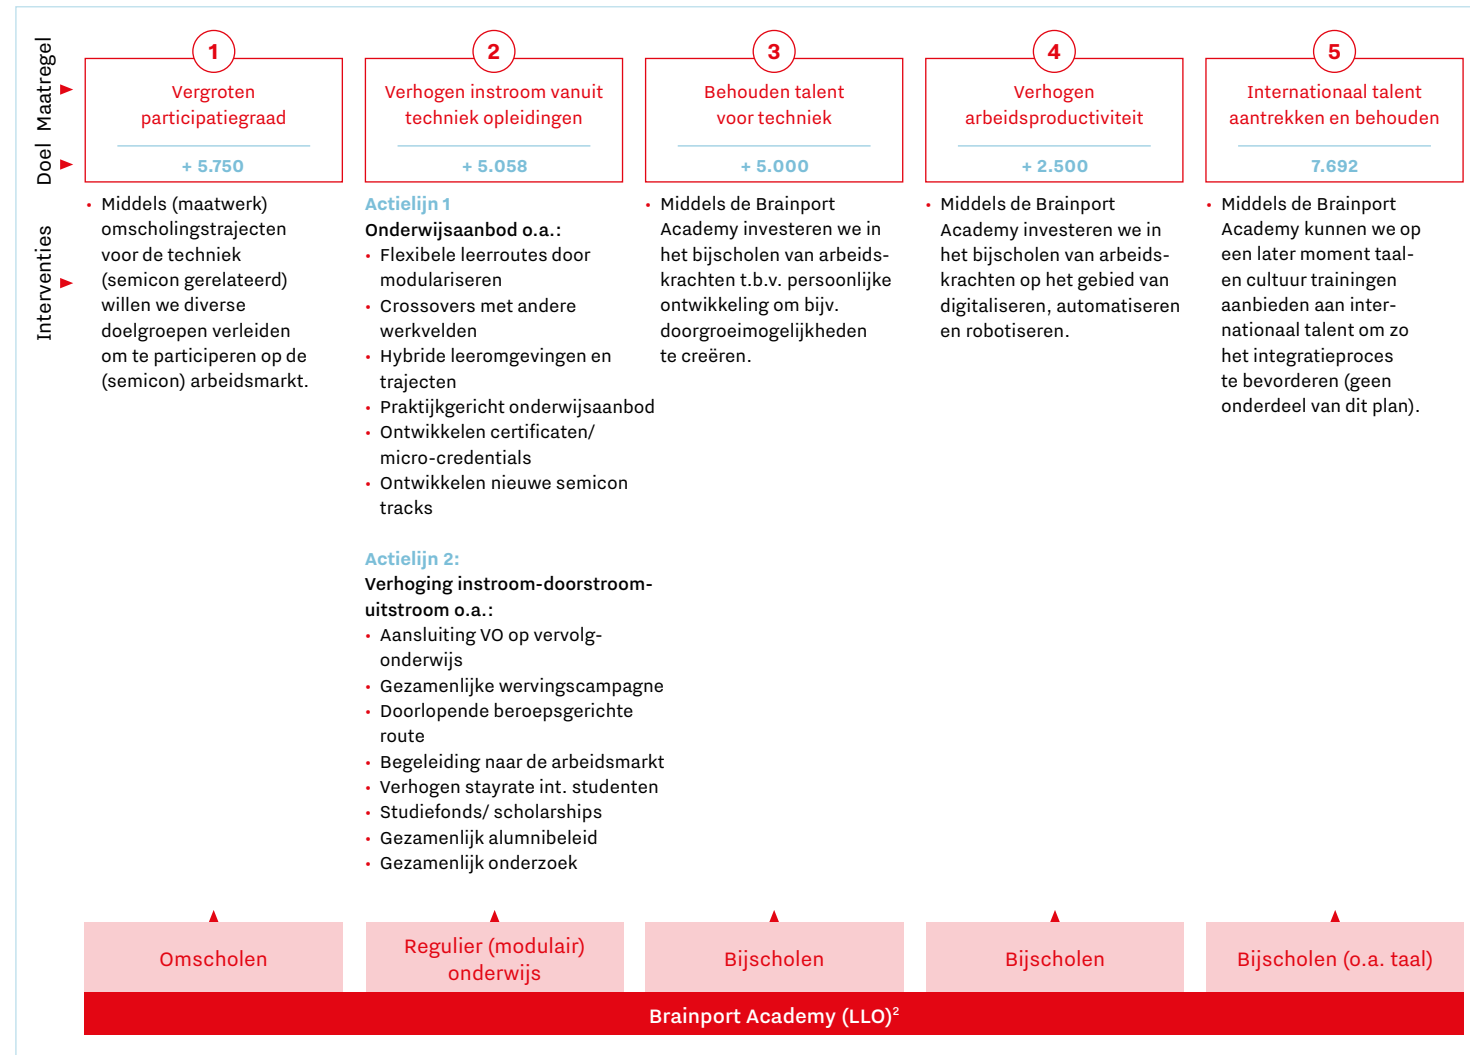 Maatregel
Doel
Interventies
1
Vergroten
participatiegraad
+ 5.750
• Middels (maatwerk)
omscholingstrajecten
voor de techniek
(semicon gerelateerd)
willen we diverse
doelgroepen verleiden
om te participeren op de
(semicon) arbeidsmarkt.
2
Verhogen instroom vanuit
techniek opleidingen
+ 5.058
Actielijn 1
Onderwijsaanbod o.a.:
• Flexibele leerroutes door
modulariseren
• Crossovers met andere
werkvelden
• Hybride leeromgevingen en
trajecten
• Praktijkgericht onderwijsaanbod
• Ontwikkelen certificaten/
micro-credentials
• Ontwikkelen nieuwe semicon
tracks
Actielijn 2:
Verhoging instroom-doorstroom-
uitstroom o.a.:
• Aansluiting VO op vervolg-
onderwijs
• Gezamenlijke wervingscampagne
• Doorlopende beroepsgerichte
route
• Begeleiding naar de arbeidsmarkt
• Verhogen stayrate int. studenten
• Studiefonds/ scholarships
• Gezamenlijk alumnibeleid
• Gezamenlijk onderzoek
3
Behouden talent
voor techniek
+ 5.000
• Middels de Brainport
Academy investeren we in
het bijscholen van arbeids-
krachten t.b.v. persoonlijke
ontwikkeling om bijv.
doorgroeimogelijkheden
te creëren.
4
Verhogen
arbeidsproductiviteit
+ 2.500
• Middels de Brainport
Academy investeren we in
het bijscholen van arbeids-
krachten op het gebied van
digitaliseren, automatiseren
en robotiseren.
5
Internationaal talent
aantrekken en behouden
7.692
• Middels de Brainport
Academy kunnen we op
een later moment taal-
en cultuur trainingen
aanbieden aan inter-
nationaal talent om zo
het integratieproces
te bevorderen (geen
onderdeel van dit plan).
Omscholen
Regulier (modulair)
onderwijs
Bijscholen
Bijscholen
Bijscholen (o.a. taal)
Brainport Academy (LLO)²